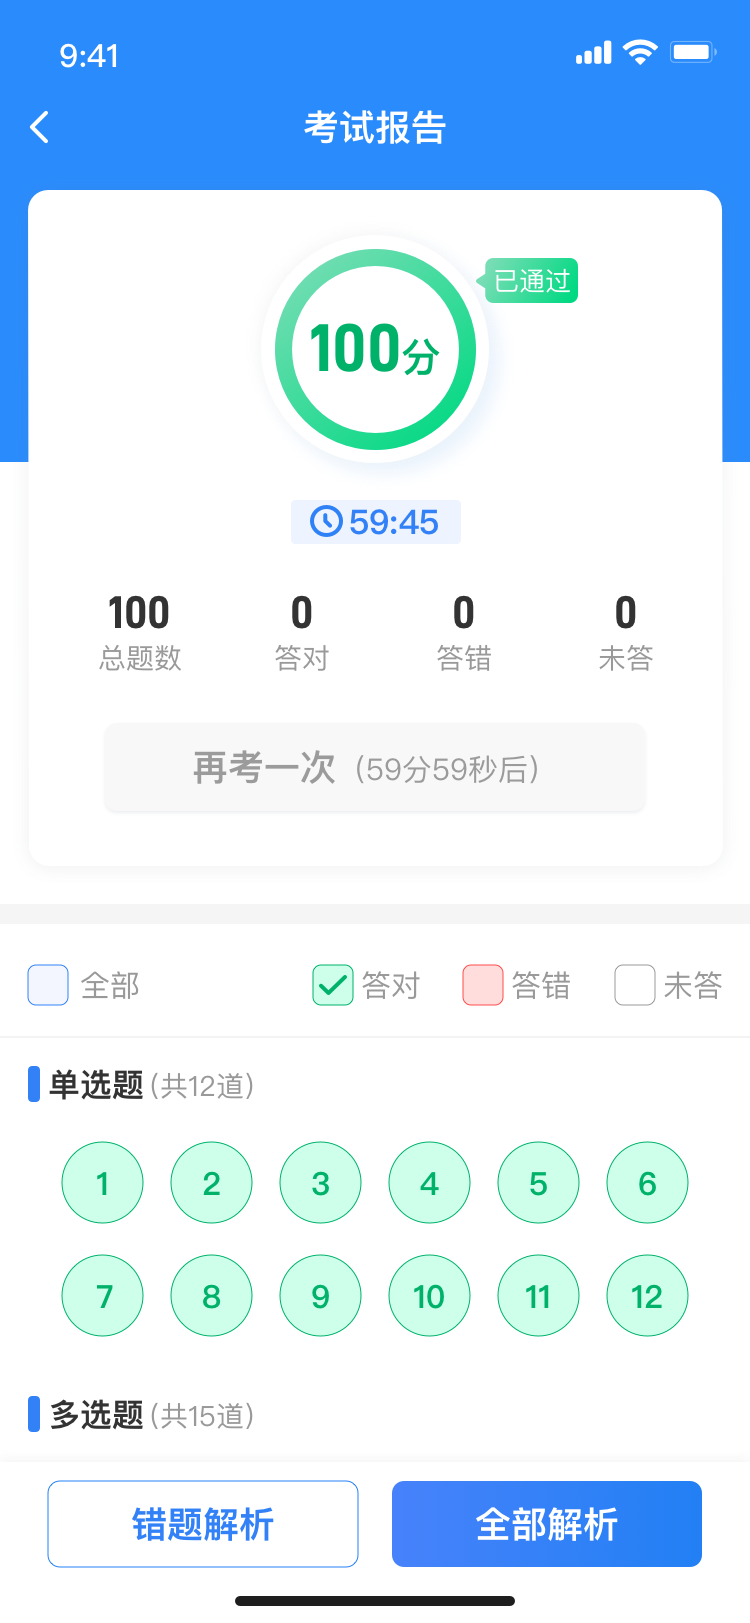 9:41
考试报告
已通过
100分
59:45
100 0 0 0
总题数 答对 答错 未答
再考一次（59分59秒后）
全部 答对 答错 未答
单选题(共12道)
1 2 3 4 5 6
7 8 9 10 11 12
多选题(共15道)
错题解析 全部解析